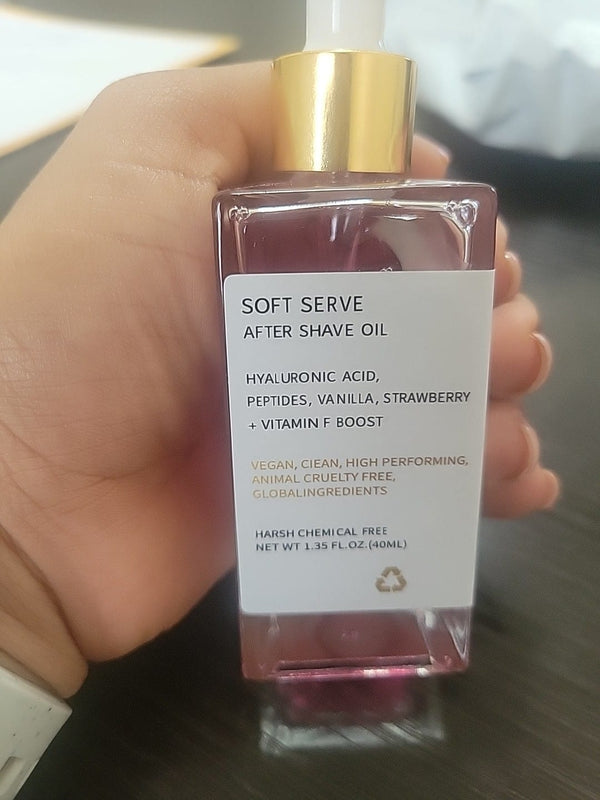 SOFT SERVE
AFTER SHAVE OIL
HYALURONIC ACID,
PEPTIDES, VANILLA, STRAWBERRY
+ VITAMIN F BOOST
VEGAN, CIEAN, HIGH PERFORMING,
ANIMAL CRUELTY FREE,
GLOBALINGREDIENTS
HARSH CHEMICAL FREE
NET WT 1.35 FL.OZ.(40ML)